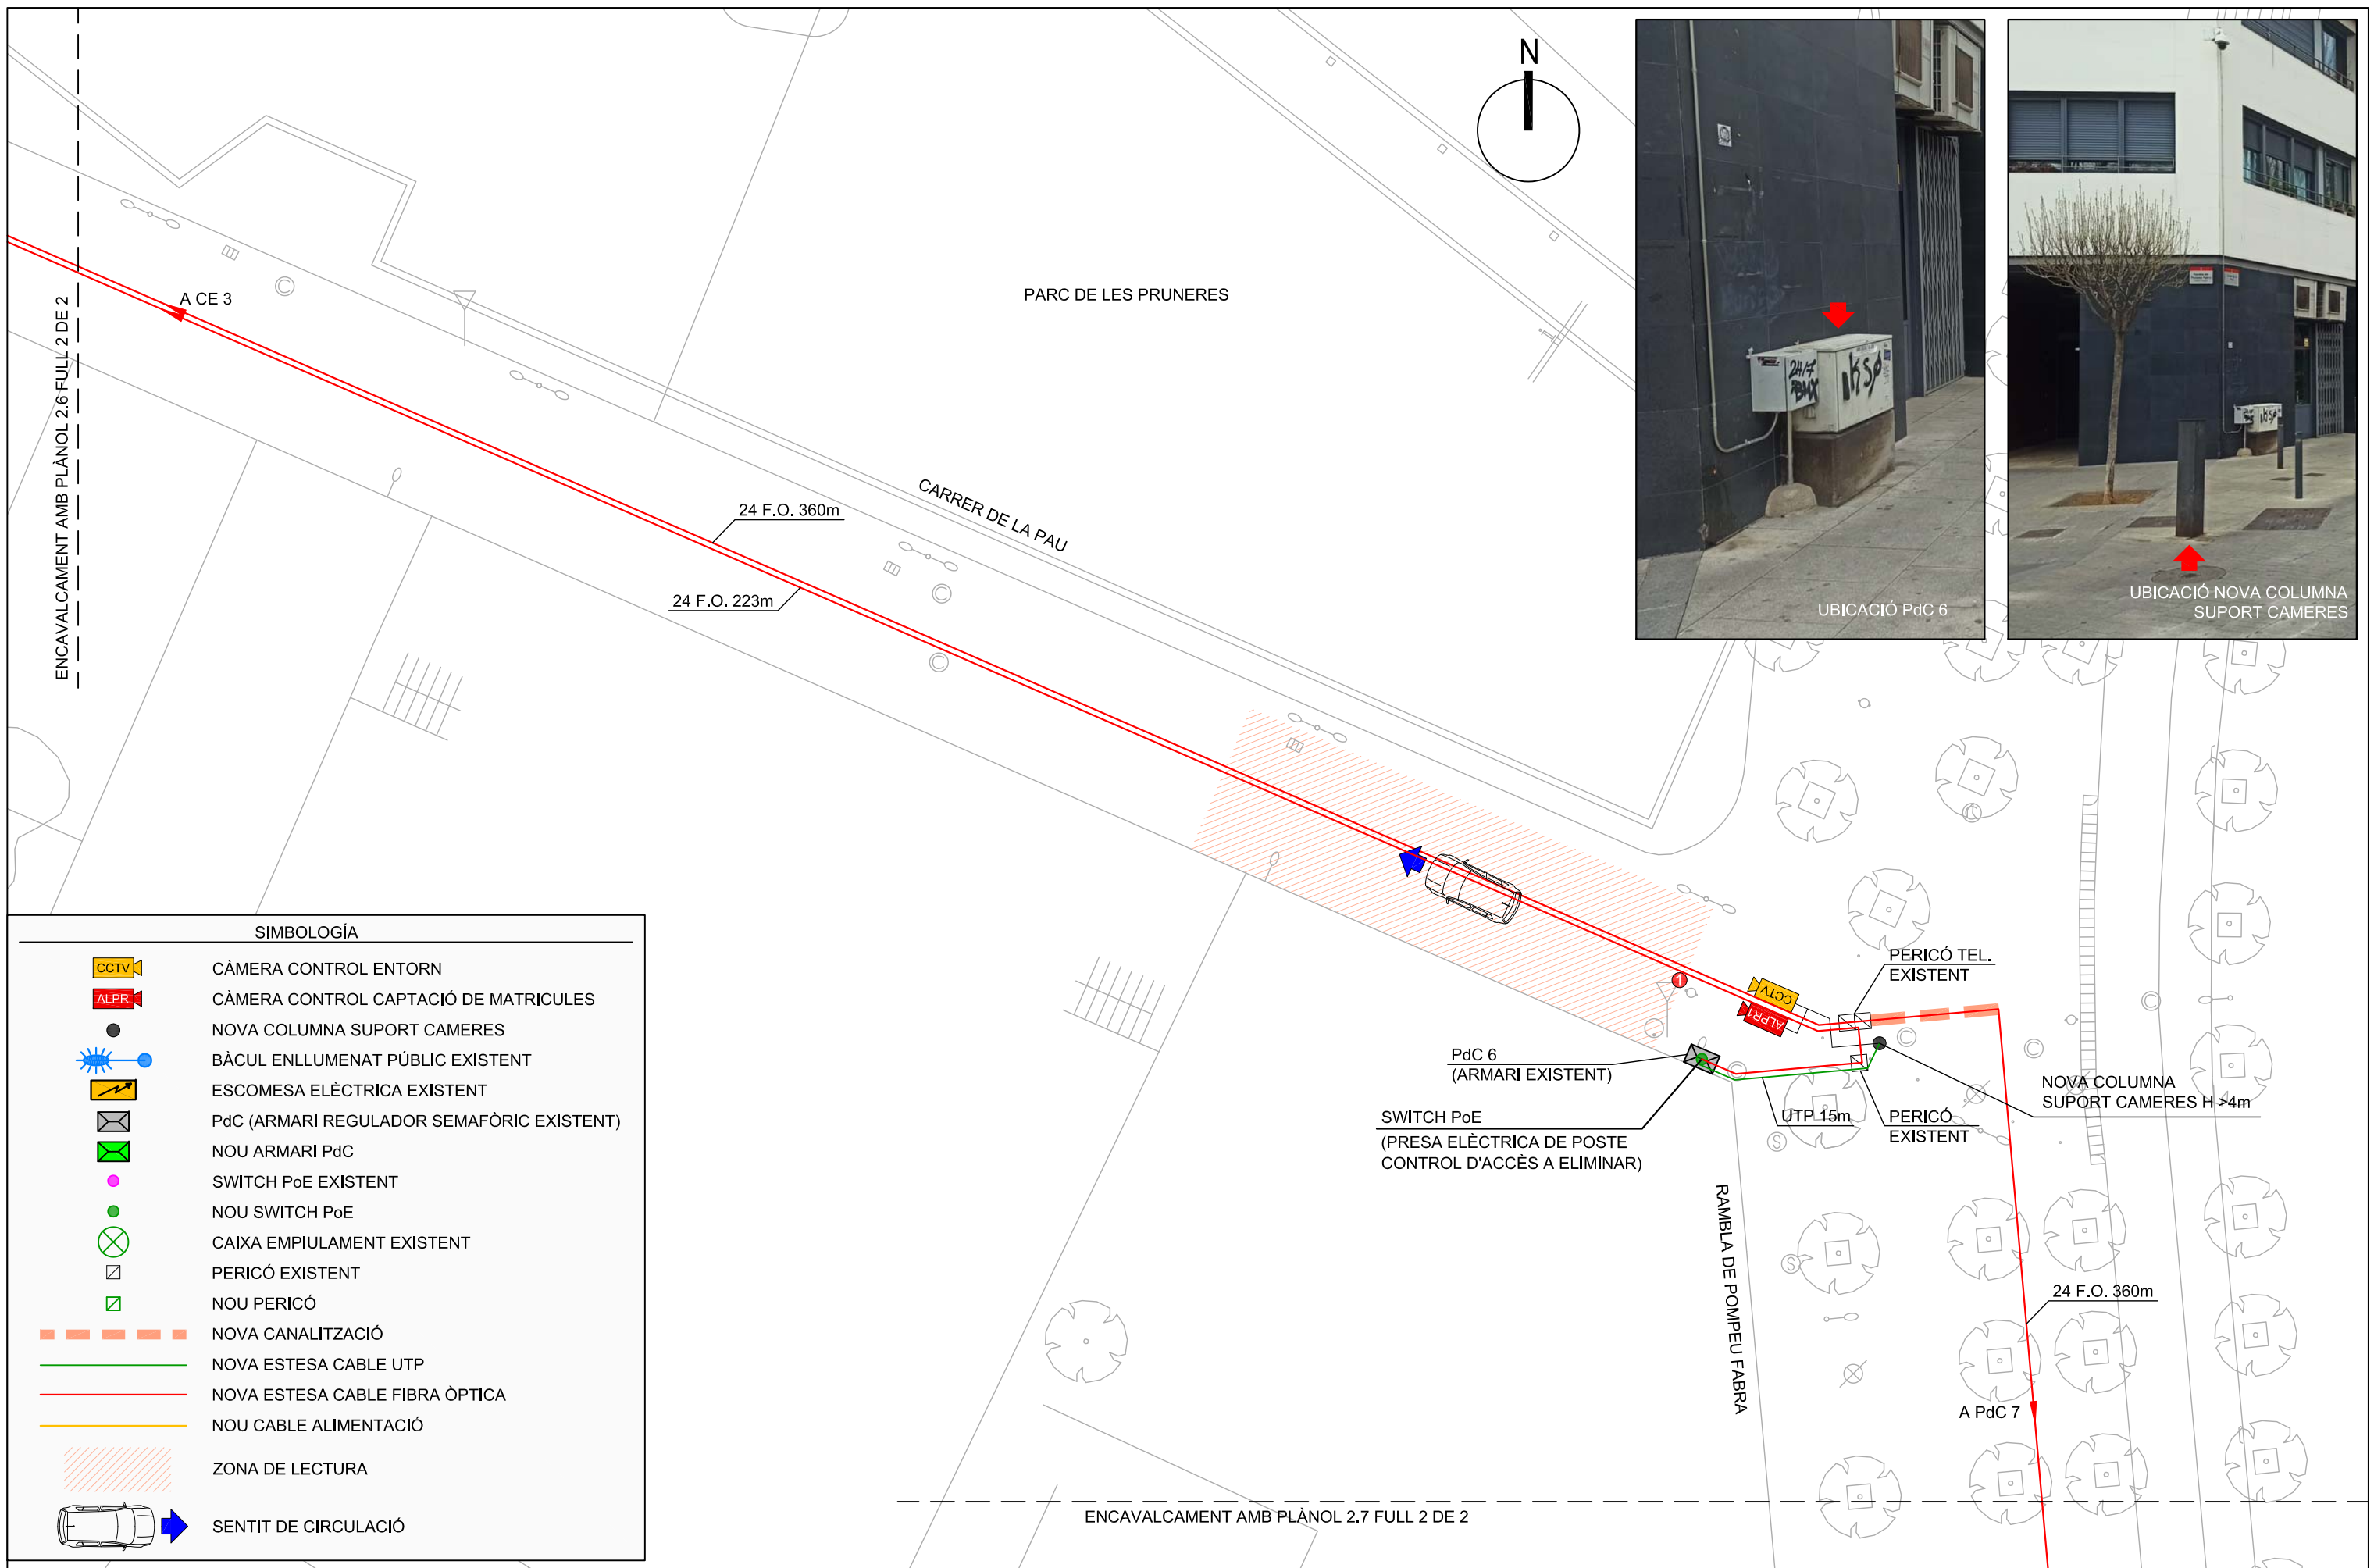 N
PARC DE LES PRUNERES
A CE 3
ENCAVALCAMENT AMB PLÀNOL 2.6 FULL 2 DE 2
24 F.O. 360m
CARRER DE LA PAU
24 F.O. 223m
24/7
BMX
KSØ
UBICACIÓ PdC 6
KSØ
UBICACIÓ NOVA COLUMNA
SUPORT CAMERES
1
CCTV
ALPR1
PERICÓ TEL.
EXISTENT
PdC 6
(ARMARI EXISTENT)
SWITCH PoE
(PRESA ELÈCTRICA DE POSTE
CONTROL D'ACCÈS A ELIMINAR)
UTP 15m
PERICÓ
EXISTENT
NOVA COLUMNA
SUPORT CAMERES H >4m
S
S
C
C
C
C
C
C
C
C
RAMBLA DE POMPEU FABRA
24 F.O. 360m
A PdC 7
ENCAVALCAMENT AMB PLÀNOL 2.7 FULL 2 DE 2
SIMBOLOGÍA
CCTV CÀMERA CONTROL ENTORN
ALPR CÀMERA CONTROL CAPTACIÓ DE MATRICULES
NOVA COLUMNA SUPORT CAMERES
BÀCUL ENLLUMENAT PÚBLIC EXISTENT
ESCOMESA ELÈCTRICA EXISTENT
PdC (ARMARI REGULADOR SEMAFÒRIC EXISTENT)
NOU ARMARI PdC
SWITCH PoE EXISTENT
NOU SWITCH PoE
CAIXA EMPIULAMENT EXISTENT
PERICÓ EXISTENT
NOU PERICÓ
NOVA CANALITZACIÓ
NOVA ESTESA CABLE UTP
NOVA ESTESA CABLE FIBRA ÒPTICA
NOU CABLE ALIMENTACIÓ
ZONA DE LECTURA
SENTIT DE CIRCULACIÓ